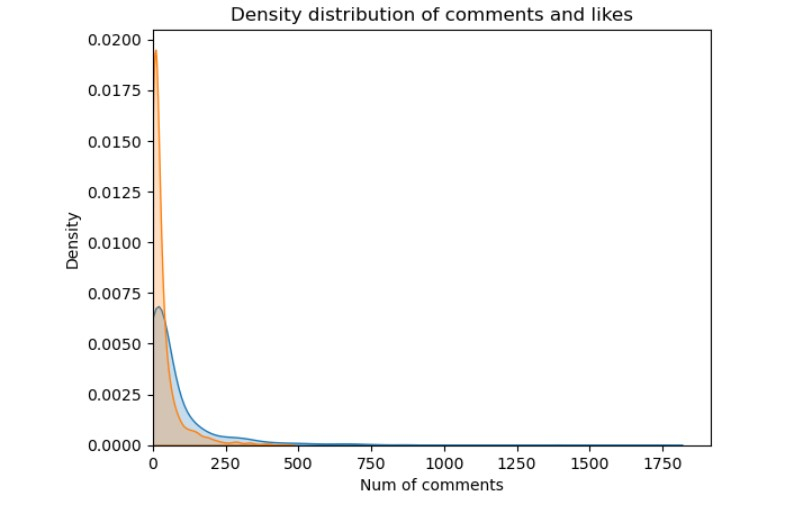 Density distribution of comments and likes
0.0200
0.0175
0.0150
0.0125
0.0100
0.0075
0.0050
0.0025
0.0000
Density
0 250 500 750 1000 1250 1500 1750
Num of comments